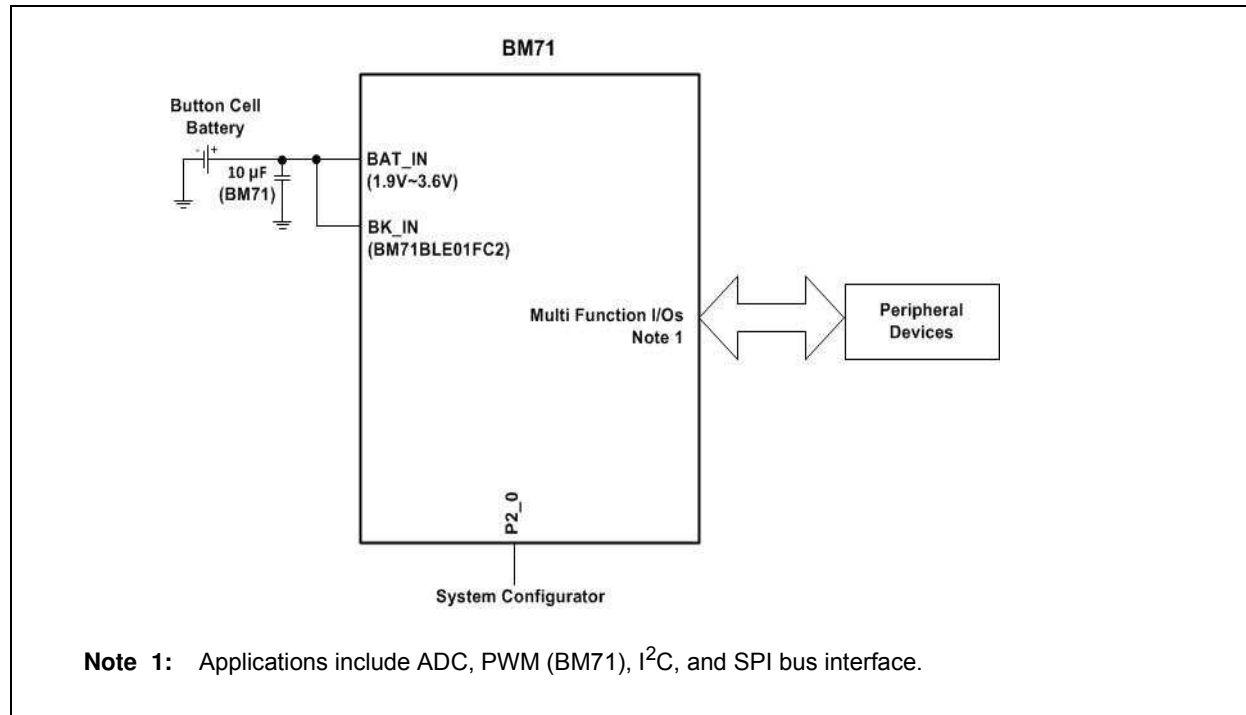 BM71
Button Cell
Battery
- +
10 µF
(BM71)
BAT_IN
(1.9V~3.6V)
BK_IN
(BM71BLE01FC2)
Multi Function I/Os
Note 1
Peripheral
Devices
P2_0
System Configurator
Note 1: Applications include ADC, PWM (BM71), I²C, and SPI bus interface.